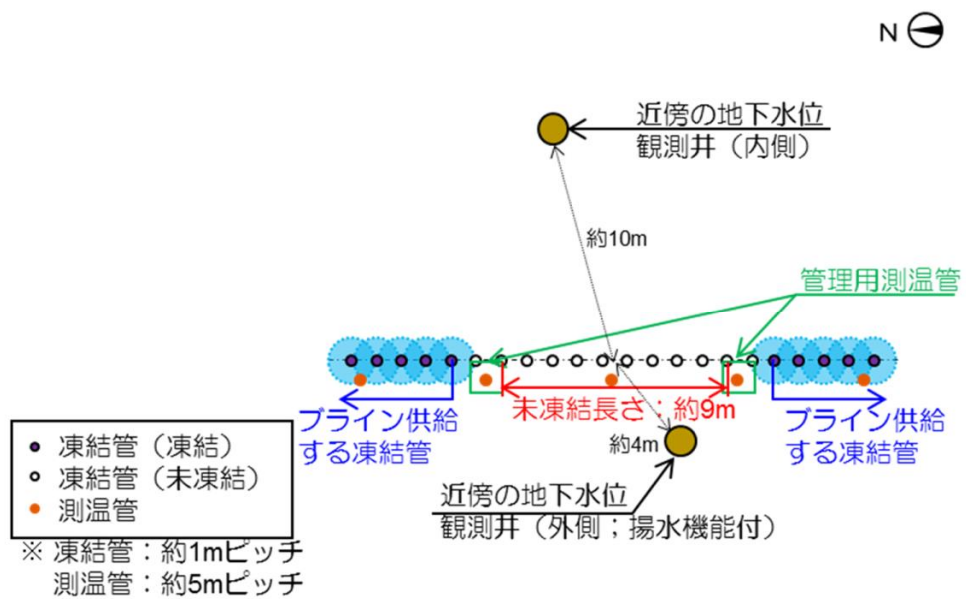 N
近傍の地下水位
観測井（内側）
約10m
管理用測温管
未凍結長さ：約9m
ブライン供給
する凍結管
ブライン供給
する凍結管
約4m
近傍の地下水位
観測井（外側；揚水機能付）
凍結管（凍結）
凍結管（未凍結）
測温管
※ 凍結管：約1mピッチ
測温管：約5mピッチ